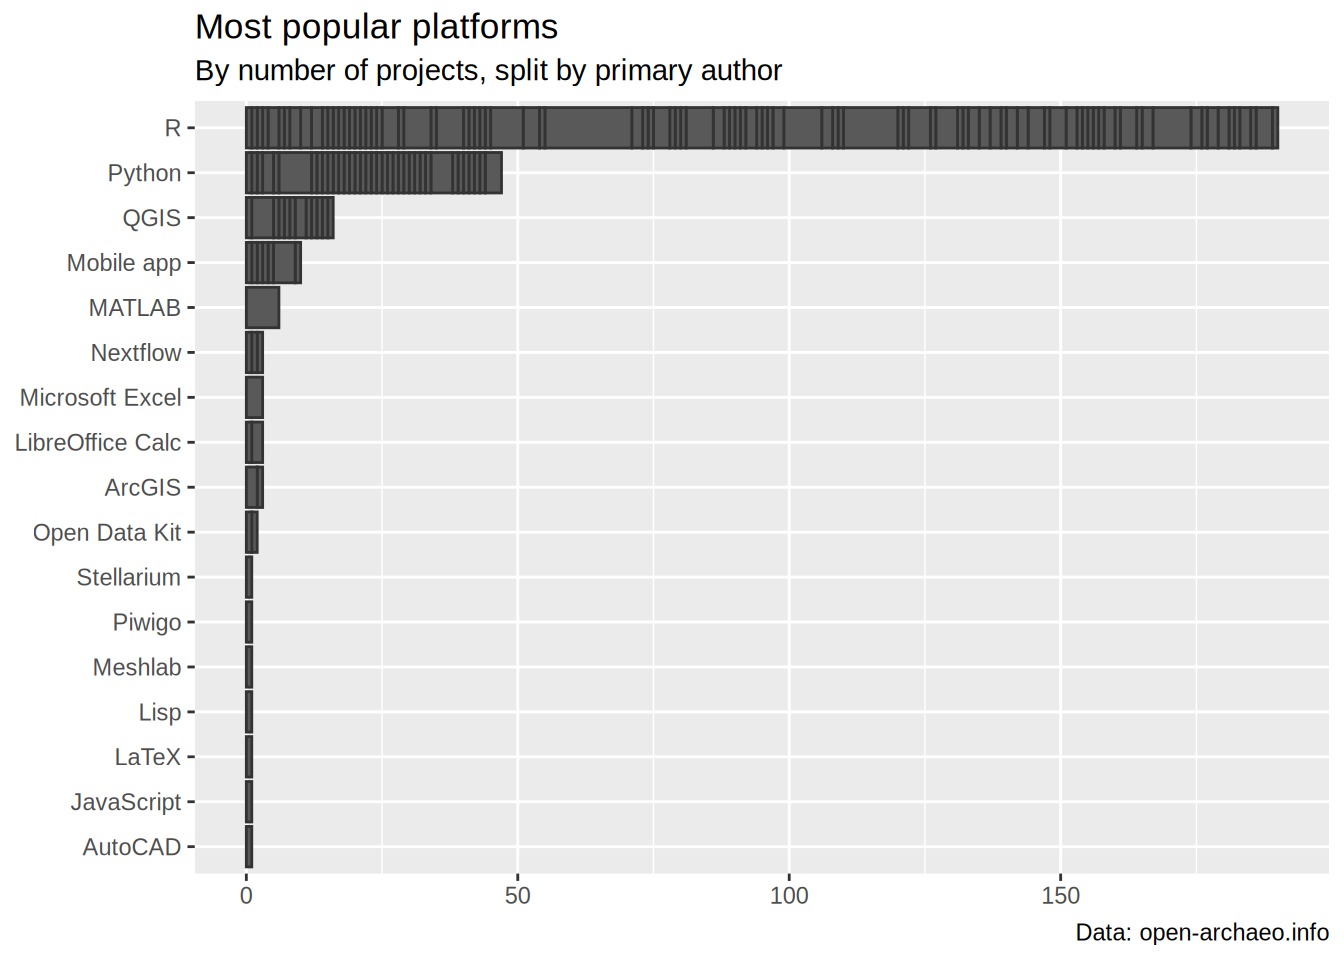 Most popular platforms
By number of projects, split by primary author
R
Python
QGIS
Mobile app
MATLAB
Nextflow
Microsoft Excel
LibreOffice Calc
ArcGIS
Open Data Kit
Stellarium
Piwigo
Meshlab
Lisp
LaTeX
JavaScript
AutoCAD
0 50 100 150
Data: open-archaeo.info